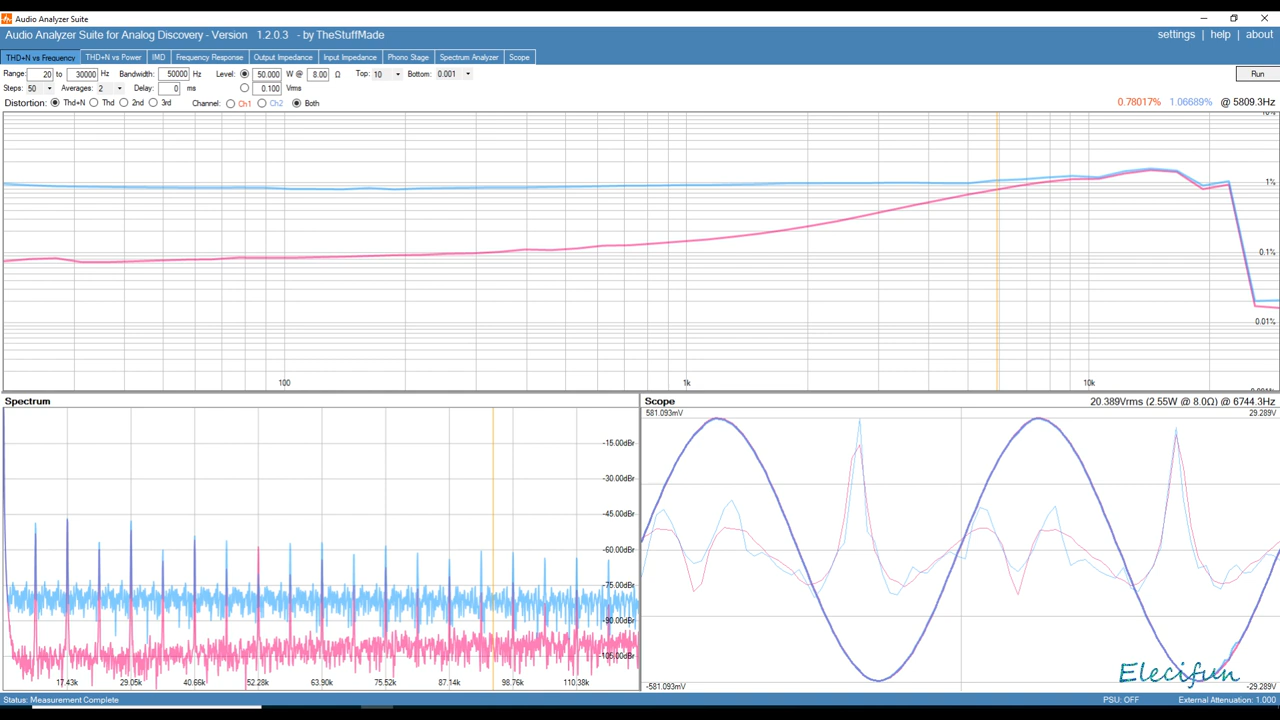 Audio Analyzer Suite
Audio Analyzer Suite for Analog Discovery - Version 1.2.0.3 - by TheStuffMade
settings | help | about
THD+N vs Frequency THD+N vs Power IMD Frequency Response Output Impedance Input Impedance Phono Stage Spectrum Analyzer Scope
Range: 20 to 30000 Hz Bandwidth: 50000 Hz Level: 50.000 W @ 8.00 Ω Top: 10 Bottom: 0.001 Run
Steps: 50 Averages: 2 Delay: 0 ms 0.100 Vrms
Distortion: Thd+N Thd 2nd 3rd Channel: Ch1 Ch2 Both 0.78017% 1.06689% @ 5809.3Hz
10%
1%
0.1%
0.01%
0.001%
100 1k 10k
Spectrum
-15.00dBr
-30.00dBr
-45.00dBr
-60.00dBr
-75.00dBr
-90.00dBr
-105.00dBr
17.43k 29.05k 40.66k 52.28k 63.90k 75.52k 87.14k 98.76k 110.38k
Scope 20.389Vrms (2.55W @ 8.0Ω) @ 6744.3Hz
581.093mV 29.289V
Elecifun
-581.093mV -29.289V
Status: Measurement Complete PSU: OFF External Attenuation: 1.000